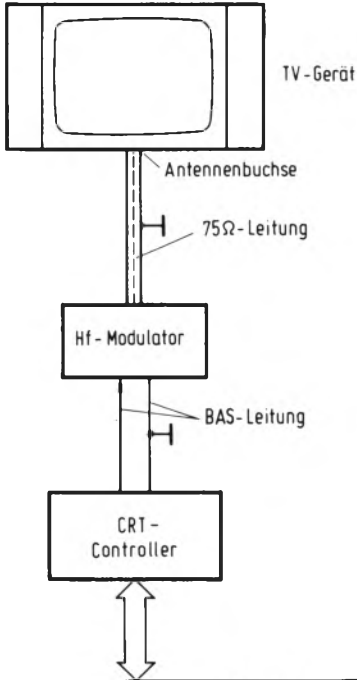 TV-Gerät
Antennenbuchse
75Ω-Leitung
Hf-Modulator
BAS-Leitung
CRT-
Controller